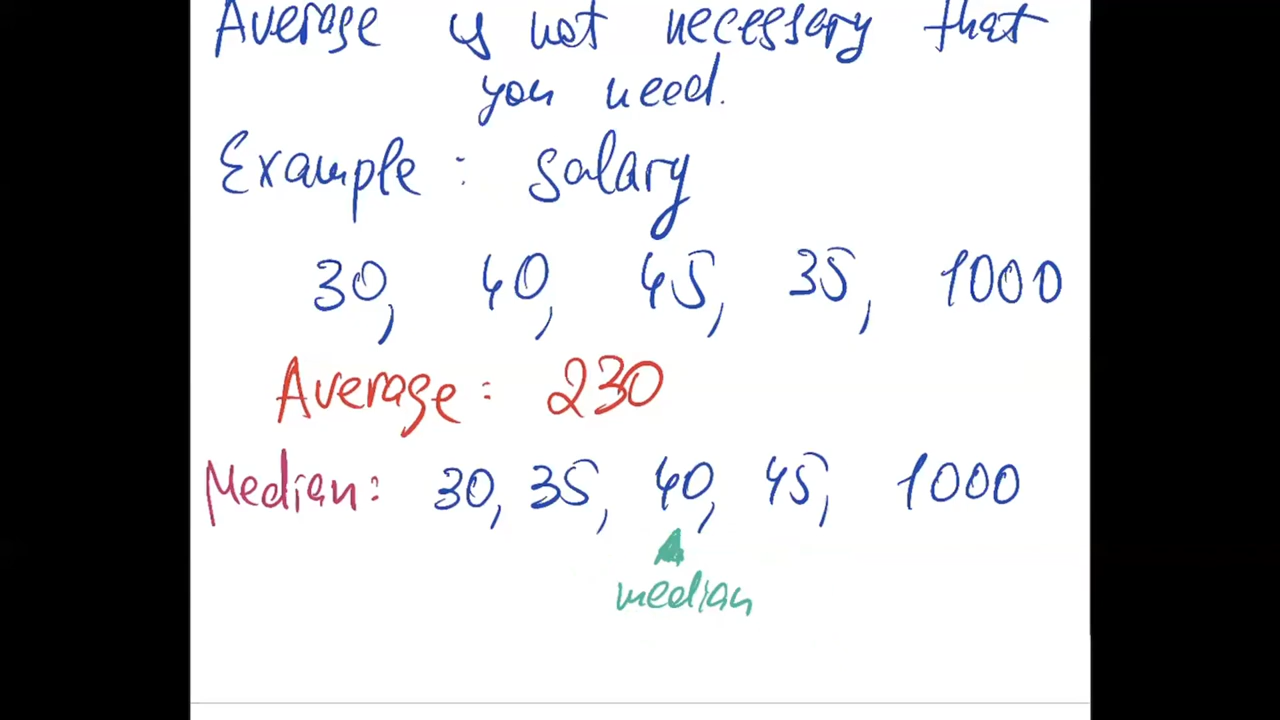 Average is not necessary that
you need.
Example: Salary
30, 40, 45, 35, 1000
Average: 230
Median: 30, 35, 40, 45, 1000
median